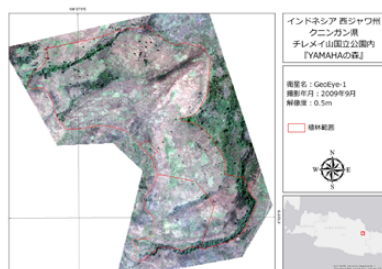 インドネシア 西ジャワ州
クニンガン県
チレメイ山国立公園内
『YAMAHAの森』
衛星名：GeoEye-1
撮影年月：2009年9月
解像度：0.5m
植林範囲
N
W
E
S